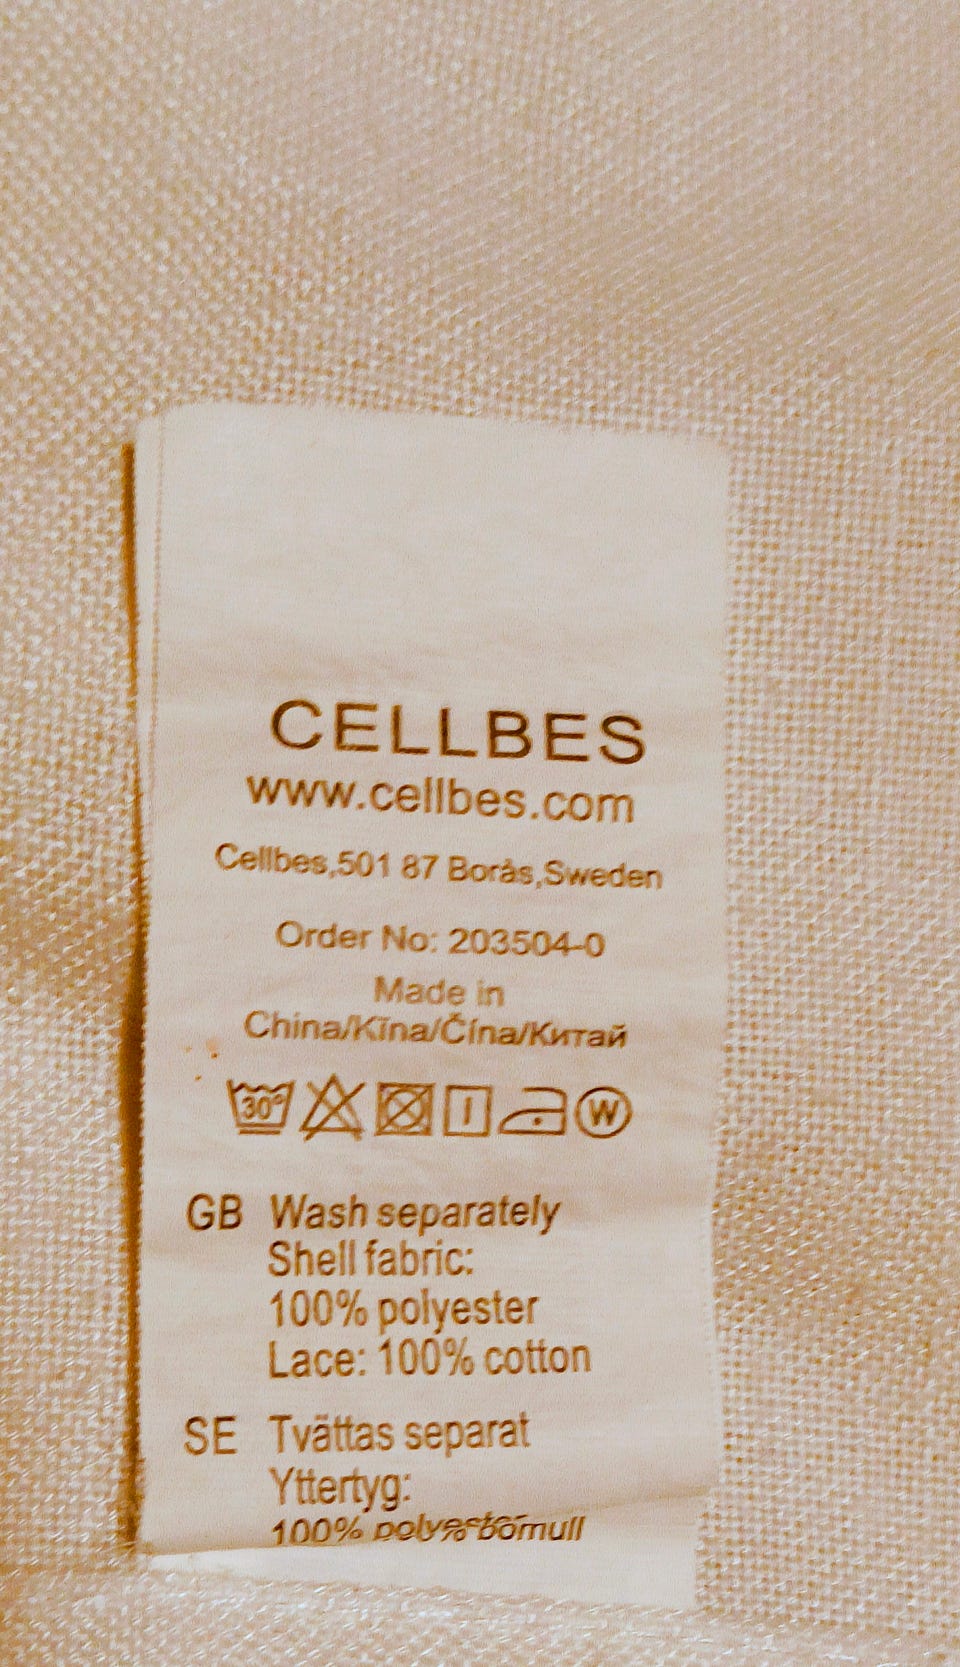 CELLBES
www.cellbes.com
Cellbes,501 87 Borås,Sweden
Order No: 203504-0
Made in
China/Kīna/Čína/Китай
30°
W
GB Wash separately
Shell fabric:
100% polyester
Lace: 100% cotton
SE Tvättas separat
Yttertyg:
100%